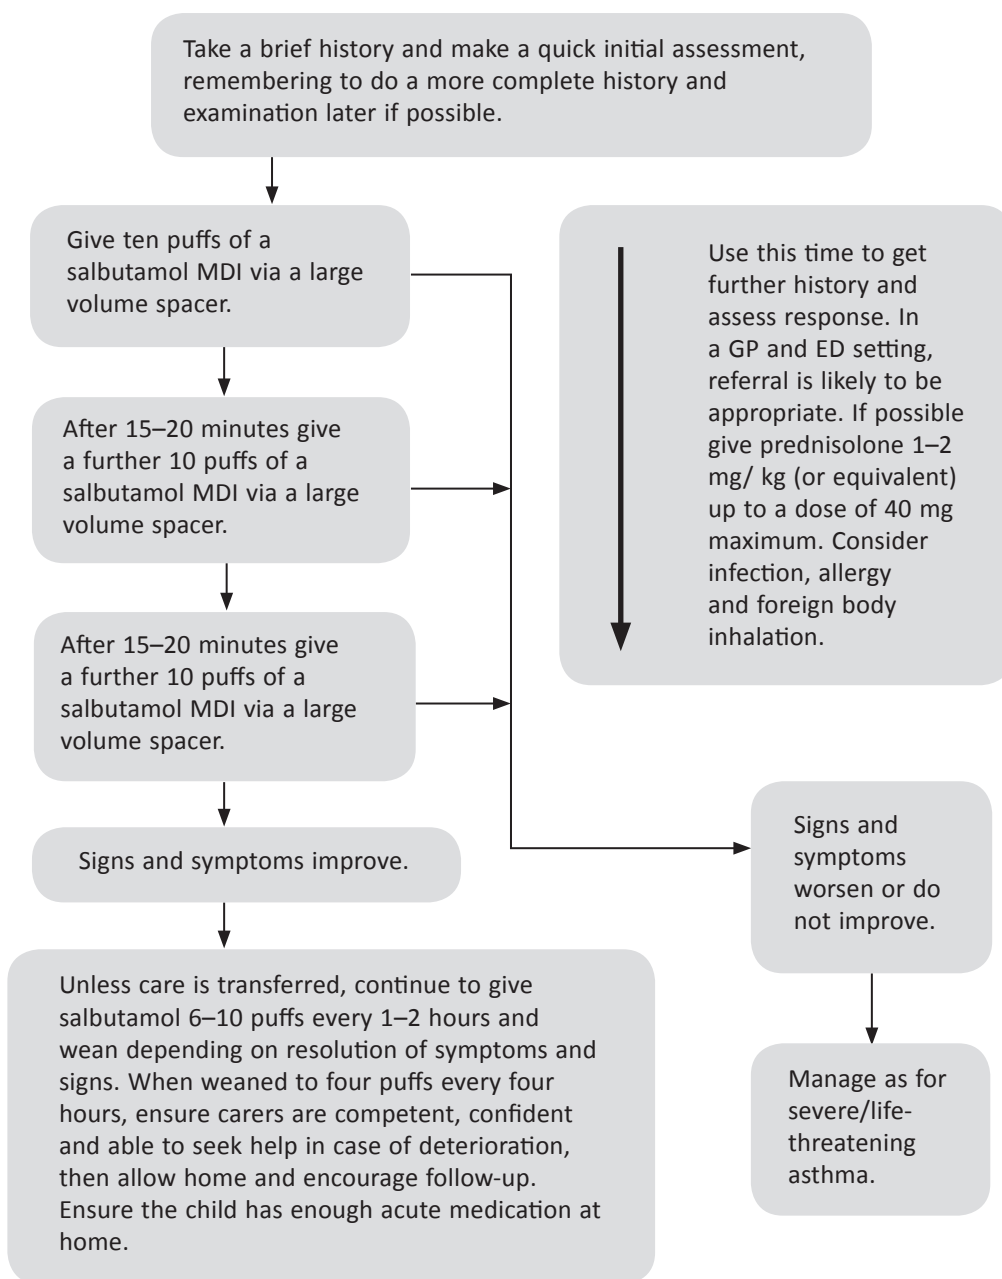 Take a brief history and make a quick initial assessment,
remembering to do a more complete history and
examination later if possible.
Give ten puffs of a
salbutamol MDI via a large
volume spacer.
After 15–20 minutes give
a further 10 puffs of a
salbutamol MDI via a large
volume spacer.
After 15–20 minutes give
a further 10 puffs of a
salbutamol MDI via a large
volume spacer.
Signs and symptoms improve.
Unless care is transferred, continue to give
salbutamol 6–10 puffs every 1–2 hours and
wean depending on resolution of symptoms and
signs. When weaned to four puffs every four
hours, ensure carers are competent, confident
and able to seek help in case of deterioration,
then allow home and encourage follow-up.
Ensure the child has enough acute medication at
home.
Use this time to get
further history and
assess response. In
a GP and ED setting,
referral is likely to be
appropriate. If possible
give prednisolone 1–2
mg/ kg (or equivalent)
up to a dose of 40 mg
maximum. Consider
infection, allergy
and foreign body
inhalation.
Signs and
symptoms
worsen or do
not improve.
Manage as for
severe/life-
threatening
asthma.